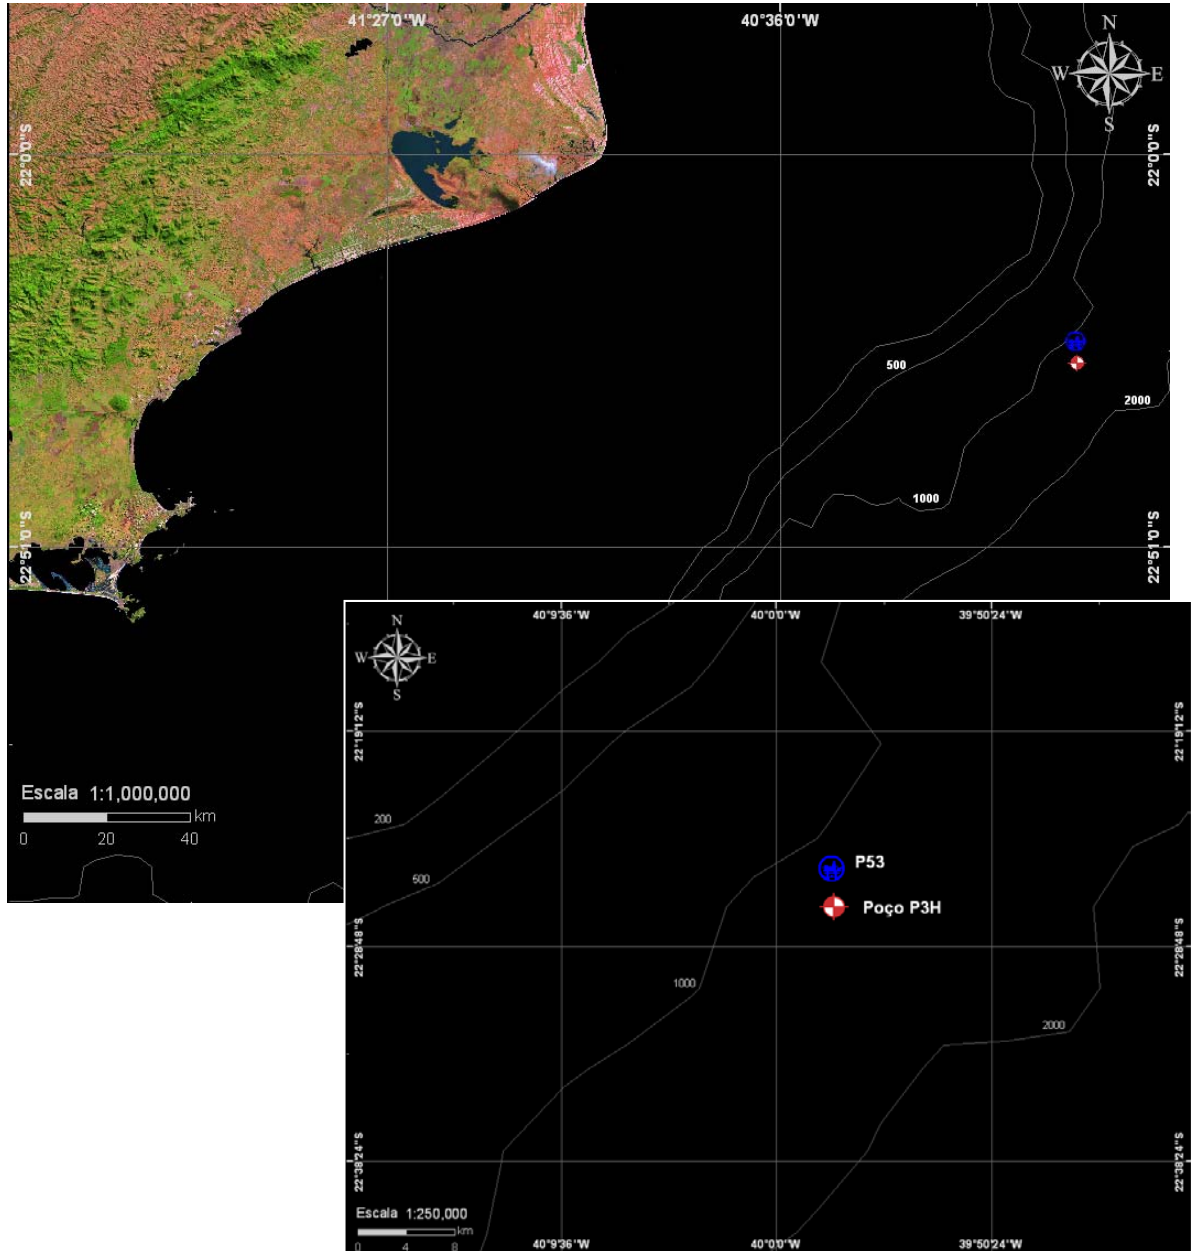 41°27'0"W
40°36'0"W
N
W
E
S
22°0'0"S
22°0'0"S
500
2000
1000
22°51'0"S
22°51'0"S
Escala 1:1,000,000
km
0 20 40
40°9'36"W
40°0'0"W
39°50'24"W
N
W
E
S
22°19'12"S
22°19'12"S
200
P53
500
Poço P3H
22°28'48"S
22°28'48"S
1000
2000
22°38'24"S
22°38'24"S
Escala 1:250,000
km
0 4 8
40°9'36"W
40°0'0"W
39°50'24"W